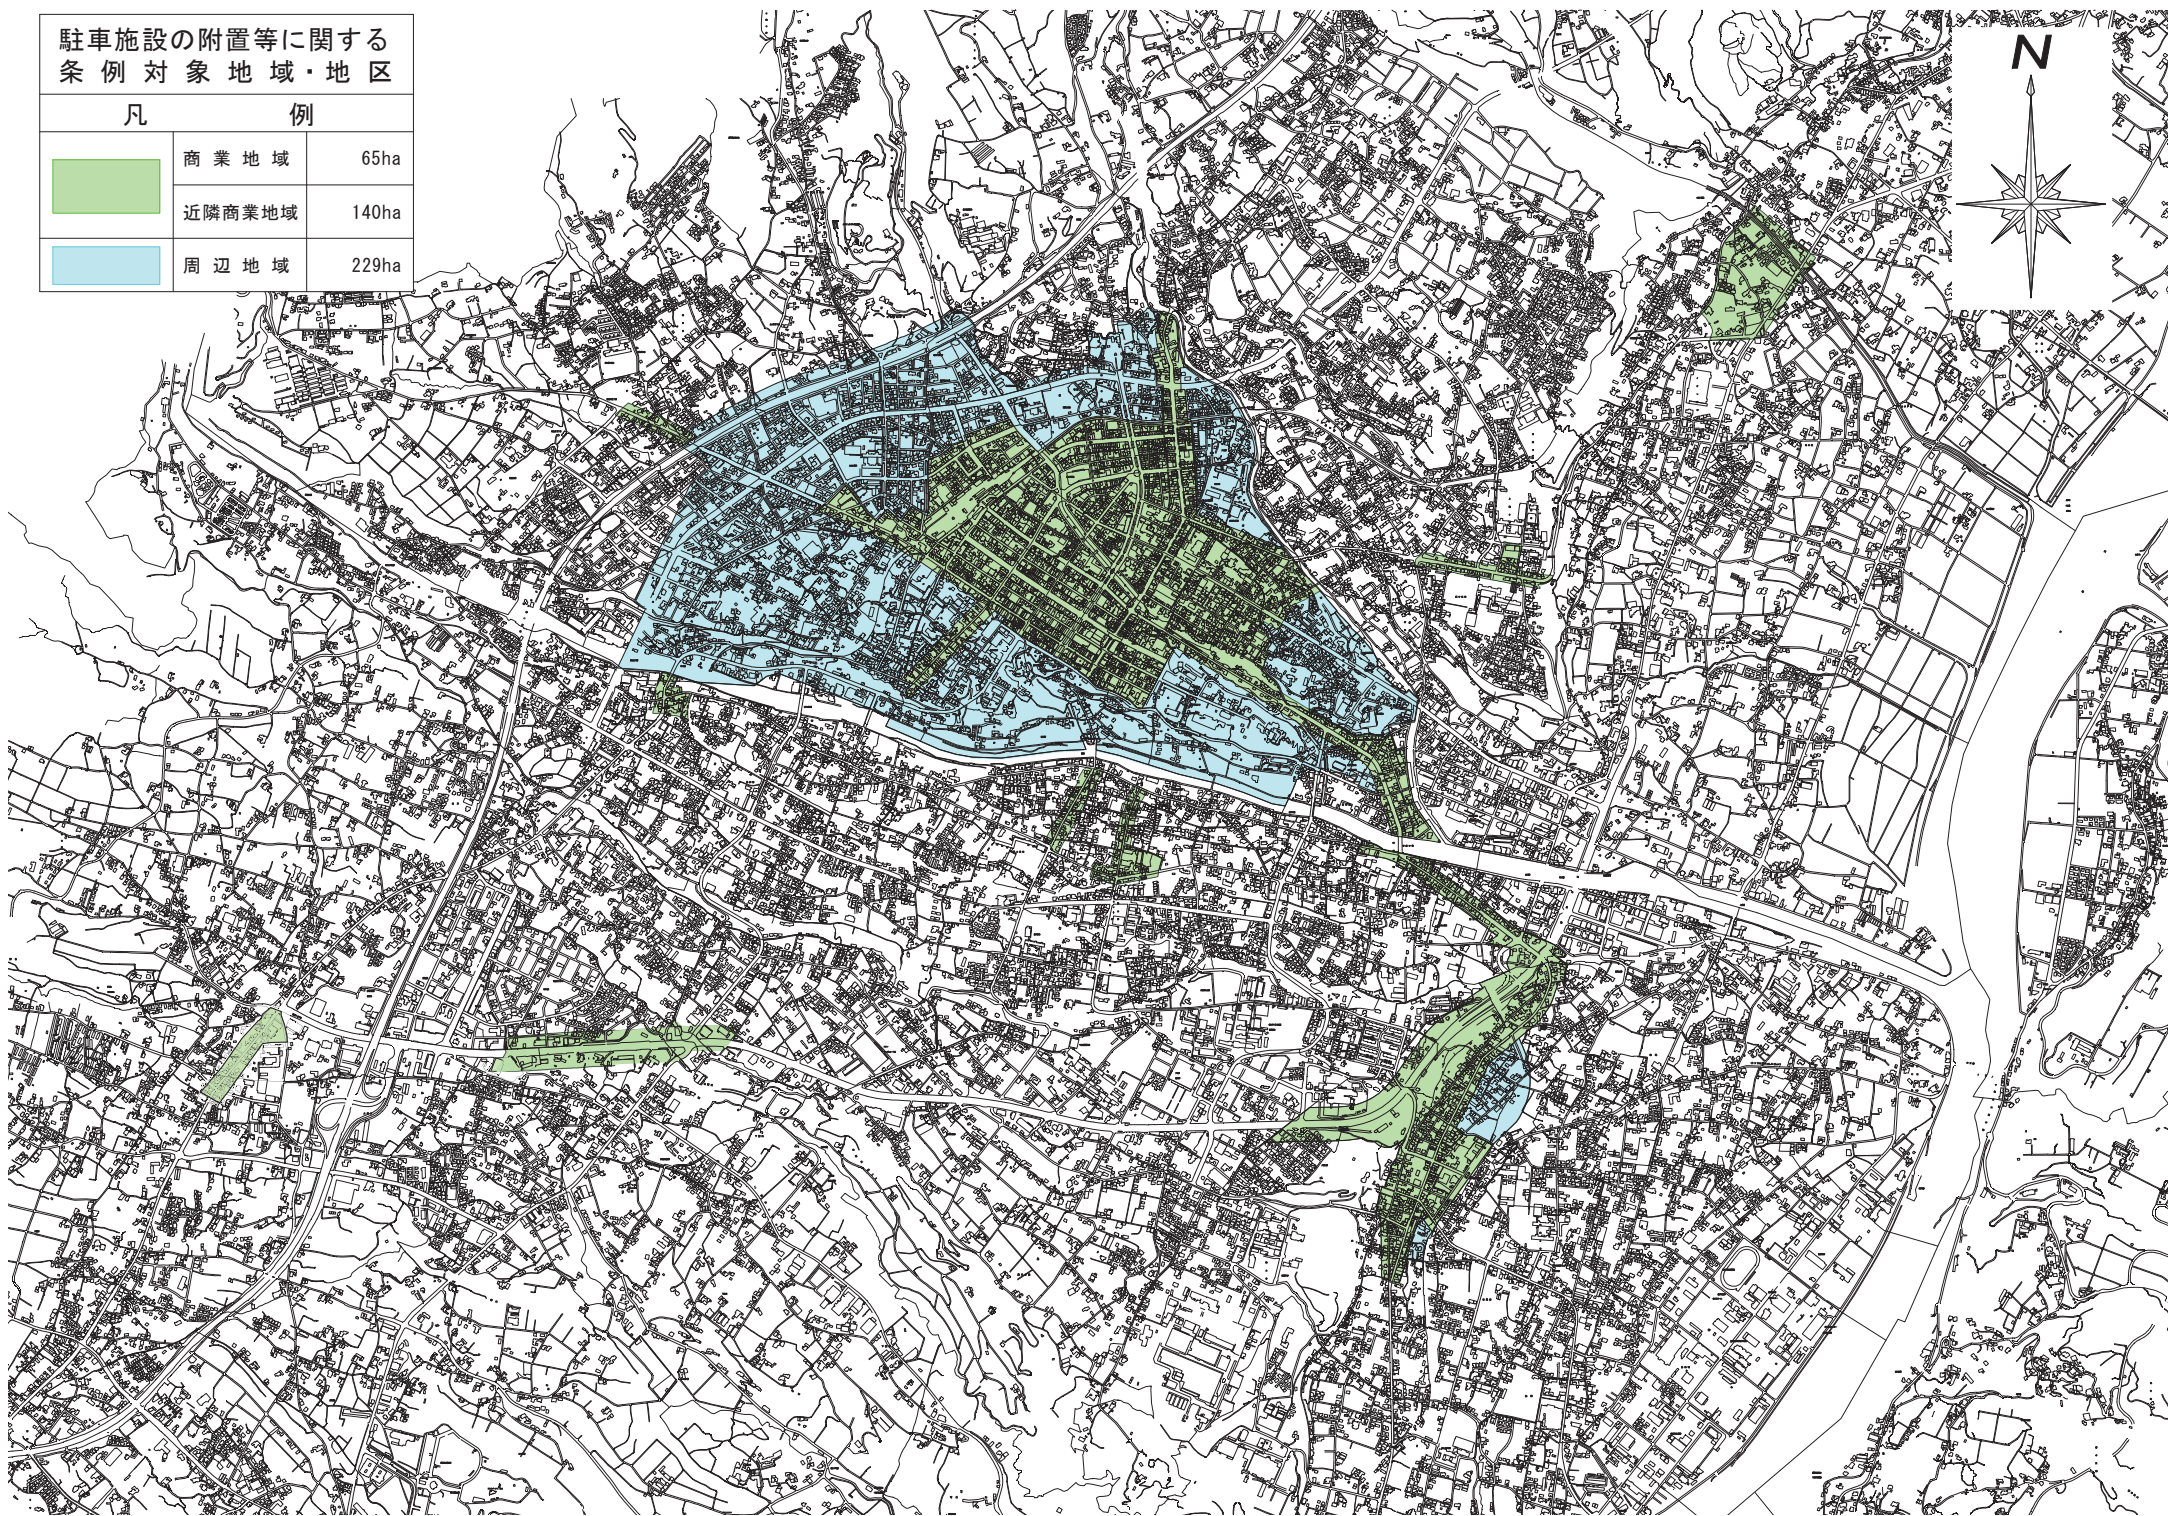 駐車施設の附置等に関する
条例対象地域・地区
凡例
商業地域 65ha
近隣商業地域 140ha
周辺地域 229ha
N